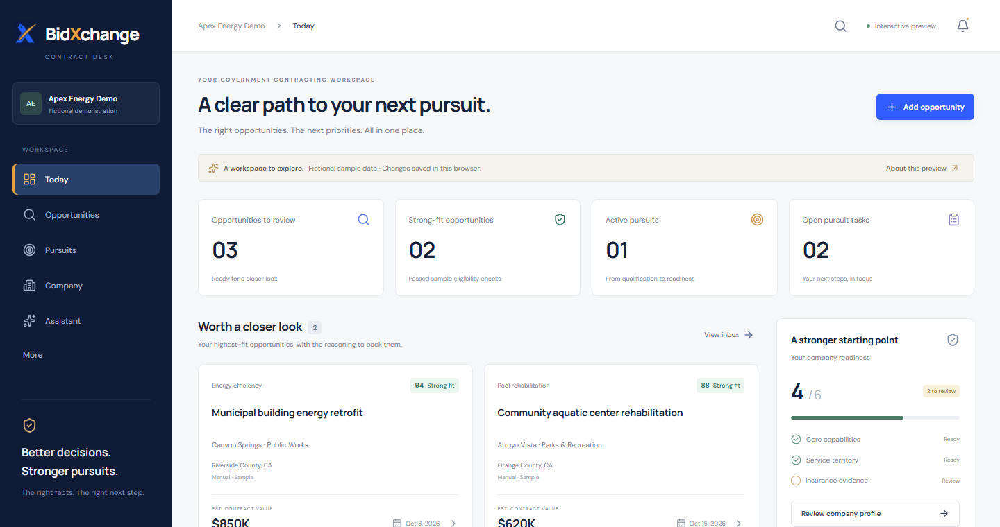 BidXchange
CONTRACT DESK
AE
Apex Energy Demo
Fictional demonstration
WORKSPACE
Today
Opportunities
Pursuits
Company
Assistant
More
Better decisions.
Stronger pursuits.
The right facts. The right next step.
Apex Energy Demo > Today
Interactive preview
YOUR GOVERNMENT CONTRACTING WORKSPACE
A clear path to your next pursuit.
The right opportunities. The next priorities. All in one place.
Add opportunity
A workspace to explore. Fictional sample data · Changes saved in this browser.
About this preview
Opportunities to review
03
Ready for a closer look
Strong-fit opportunities
02
Passed sample eligibility checks
Active pursuits
01
From qualification to readiness
Open pursuit tasks
02
Your next steps, in focus
Worth a closer look 2
Your highest-fit opportunities, with the reasoning to back them.
View inbox
Energy efficiency
94 Strong fit
Municipal building energy retrofit
Canyon Springs · Public Works
Riverside County, CA
Manual · Sample
EST. CONTRACT VALUE
$850K
Oct 8, 2026
Pool rehabilitation
88 Strong fit
Community aquatic center rehabilitation
Arroyo Vista · Parks & Recreation
Orange County, CA
Manual · Sample
EST. CONTRACT VALUE
$620K
Oct 15, 2026
A stronger starting point
Your company readiness
4 / 6
2 to review
Core capabilities Ready
Service territory Ready
Insurance evidence Review
Review company profile